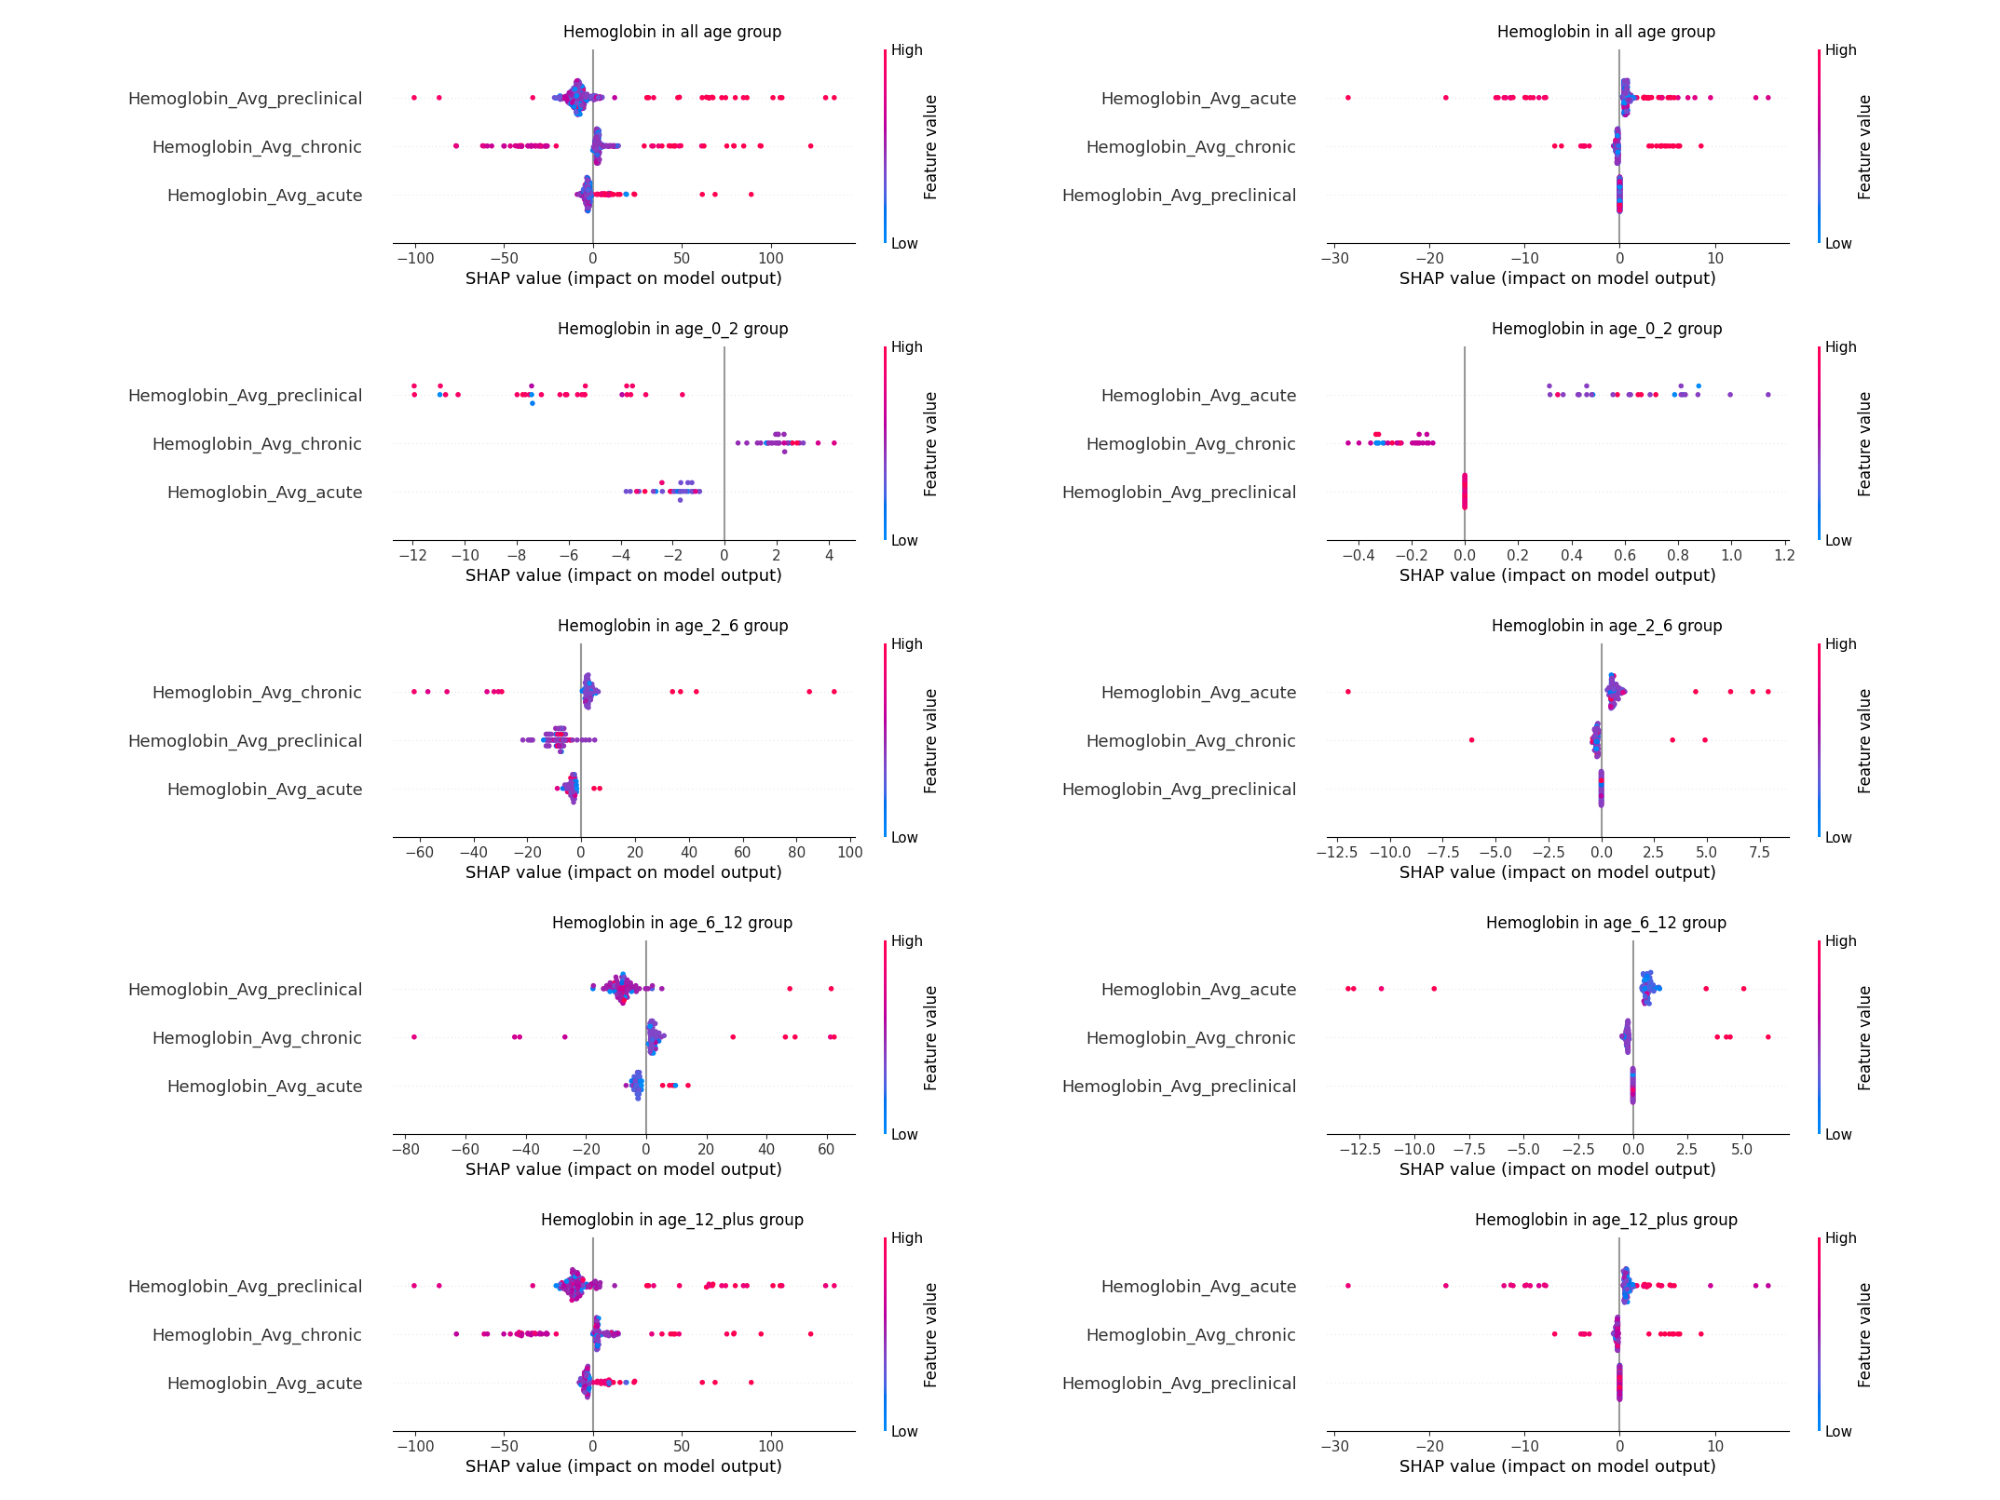 Hemoglobin in all age group
High
Hemoglobin_Avg_preclinical
Hemoglobin_Avg_chronic
Hemoglobin_Avg_acute
Feature value
Low
−100 −50 0 50 100
SHAP value (impact on model output)
Hemoglobin in all age group
High
Hemoglobin_Avg_acute
Hemoglobin_Avg_chronic
Hemoglobin_Avg_preclinical
Feature value
Low
−30 −20 −10 0 10
SHAP value (impact on model output)
Hemoglobin in age_0_2 group
High
Hemoglobin_Avg_preclinical
Hemoglobin_Avg_chronic
Hemoglobin_Avg_acute
Feature value
Low
−12 −10 −8 −6 −4 −2 0 2 4
SHAP value (impact on model output)
Hemoglobin in age_0_2 group
High
Hemoglobin_Avg_acute
Hemoglobin_Avg_chronic
Hemoglobin_Avg_preclinical
Feature value
Low
−0.4 −0.2 0.0 0.2 0.4 0.6 0.8 1.0 1.2
SHAP value (impact on model output)
Hemoglobin in age_2_6 group
High
Hemoglobin_Avg_chronic
Hemoglobin_Avg_preclinical
Hemoglobin_Avg_acute
Feature value
Low
−60 −40 −20 0 20 40 60 80 100
SHAP value (impact on model output)
Hemoglobin in age_2_6 group
High
Hemoglobin_Avg_acute
Hemoglobin_Avg_chronic
Hemoglobin_Avg_preclinical
Feature value
Low
−12.5 −10.0 −7.5 −5.0 −2.5 0.0 2.5 5.0 7.5
SHAP value (impact on model output)
Hemoglobin in age_6_12 group
High
Hemoglobin_Avg_preclinical
Hemoglobin_Avg_chronic
Hemoglobin_Avg_acute
Feature value
Low
−80 −60 −40 −20 0 20 40 60
SHAP value (impact on model output)
Hemoglobin in age_6_12 group
High
Hemoglobin_Avg_acute
Hemoglobin_Avg_chronic
Hemoglobin_Avg_preclinical
Feature value
Low
−12.5 −10.0 −7.5 −5.0 −2.5 0.0 2.5 5.0
SHAP value (impact on model output)
Hemoglobin in age_12_plus group
High
Hemoglobin_Avg_preclinical
Hemoglobin_Avg_chronic
Hemoglobin_Avg_acute
Feature value
Low
−100 −50 0 50 100
SHAP value (impact on model output)
Hemoglobin in age_12_plus group
High
Hemoglobin_Avg_acute
Hemoglobin_Avg_chronic
Hemoglobin_Avg_preclinical
Feature value
Low
−30 −20 −10 0 10
SHAP value (impact on model output)